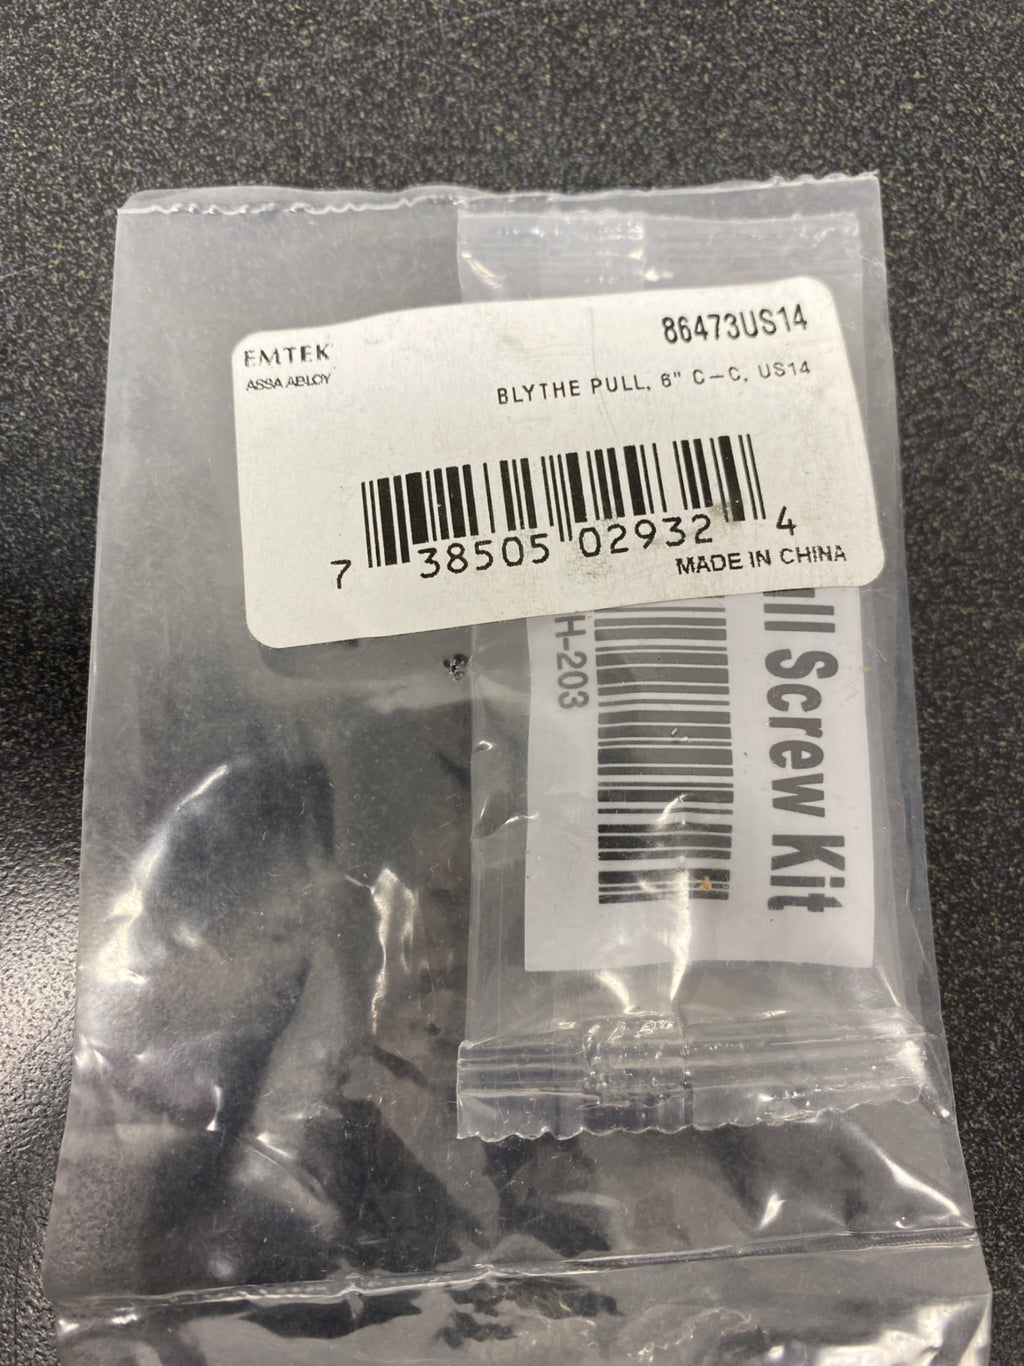 EMTEK
ASSA ABLOY
86473US14
BLYTHE PULL, 6" C-C, US14
7 38505 02932 4
MADE IN CHINA
Screw Kit
H-203